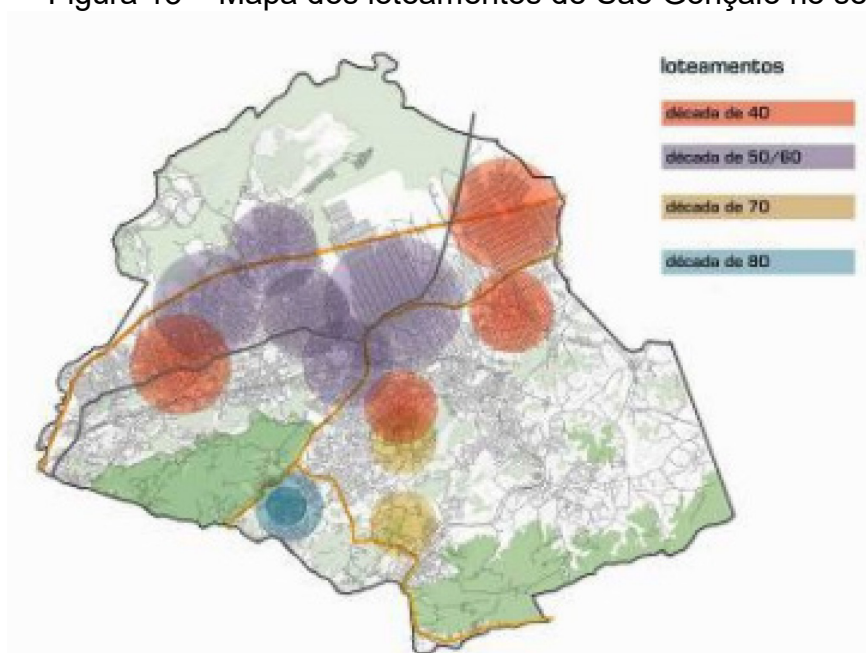 Mapa dos loteamentos de São Gonçalo no
loteamentos
década de 40
década de 50/60
década de 70
década de 80